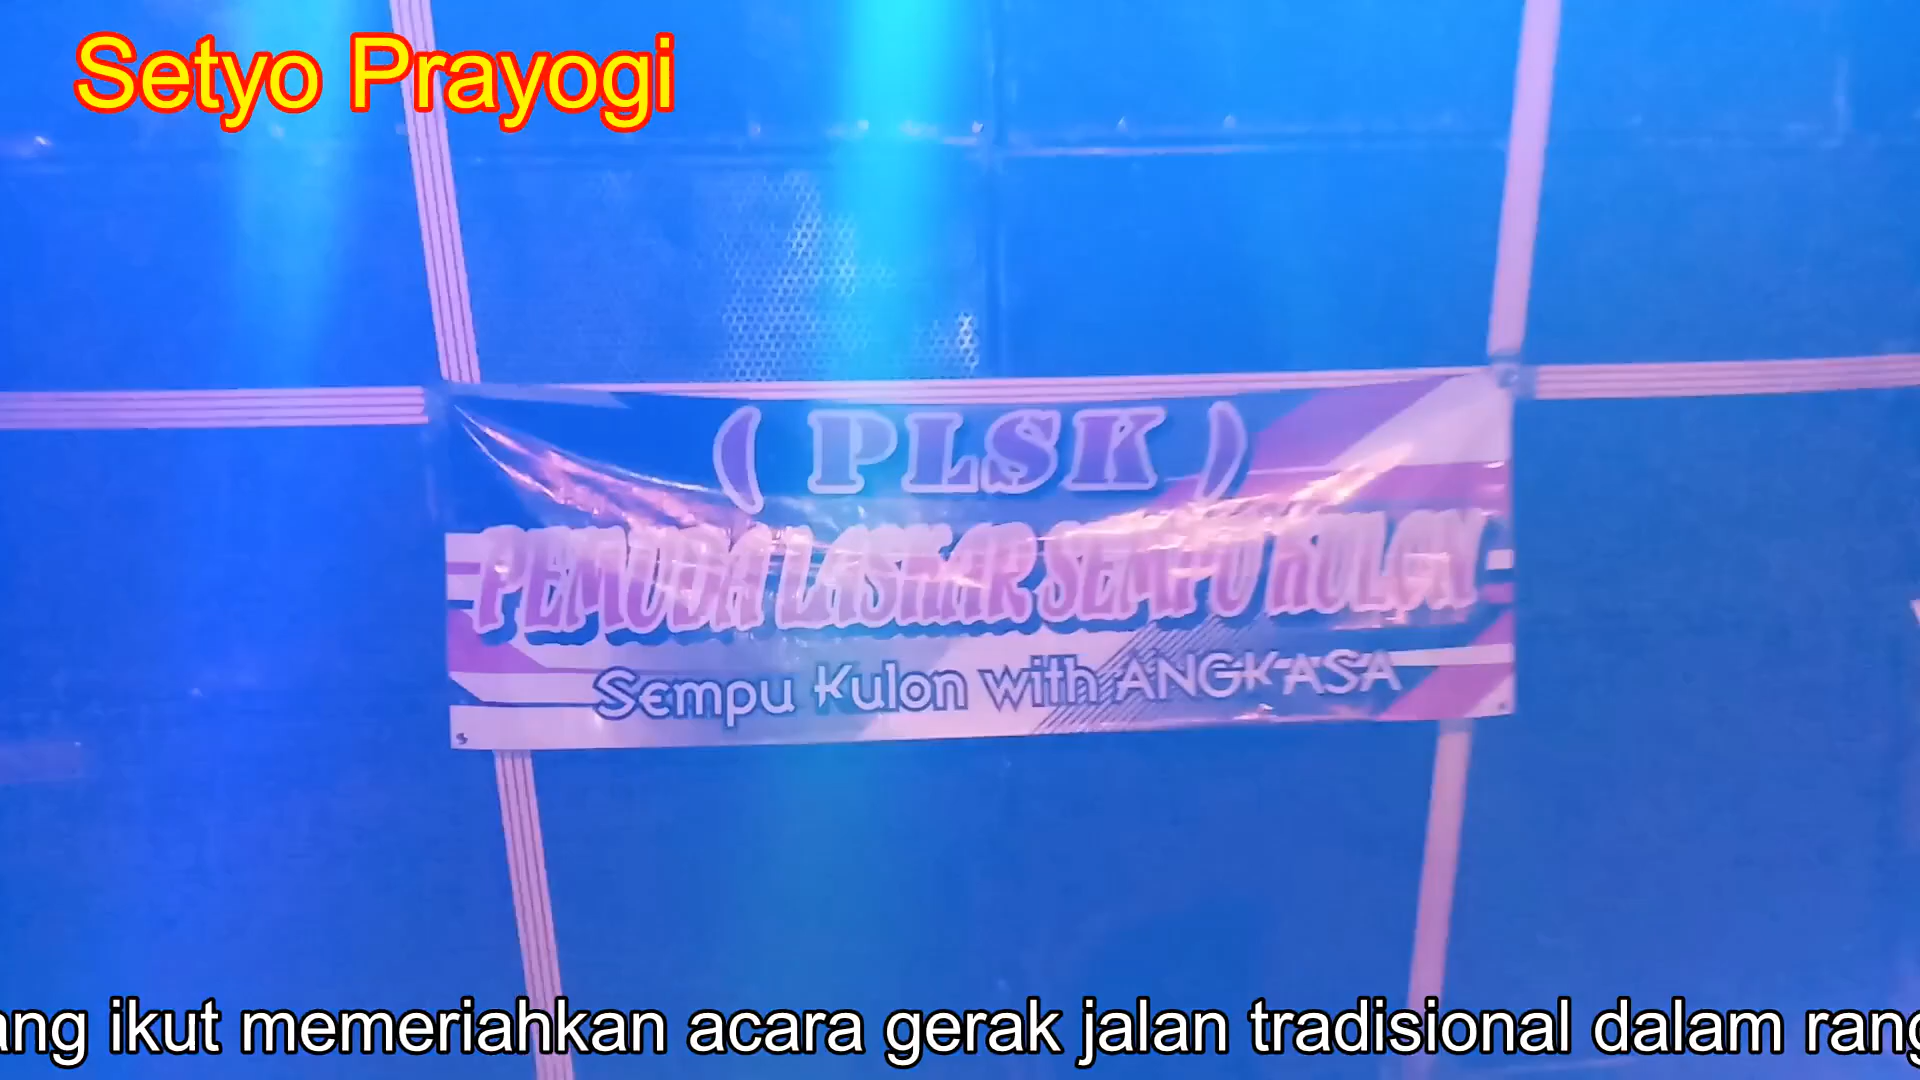 Setyo Prayogi
( PLSK )
PEMUDA LASKAR SEMPU KULON
Sempu Kulon with ANGKASA
ang ikut memeriahkan acara gerak jalan tradisional dalam rang